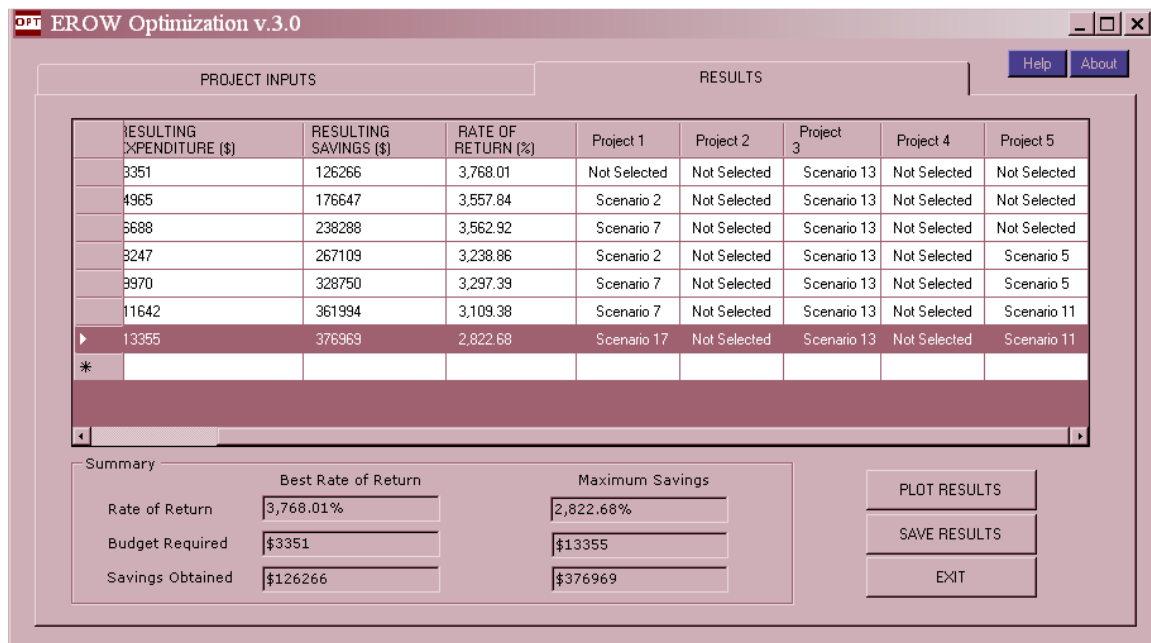 OPT EROW Optimization v.3.0
Help About
PROJECT INPUTS RESULTS
RESULTING EXPENDITURE ($) RESULTING SAVINGS ($) RATE OF RETURN (%) Project 1 Project 2 Project 3 Project 4 Project 5
3351 126266 3,768.01 Not Selected Not Selected Scenario 13 Not Selected Not Selected
4965 176647 3,557.84 Scenario 2 Not Selected Scenario 13 Not Selected Not Selected
6688 238288 3,562.92 Scenario 7 Not Selected Scenario 13 Not Selected Not Selected
8247 267109 3,238.86 Scenario 2 Not Selected Scenario 13 Not Selected Scenario 5
9970 328750 3,297.39 Scenario 7 Not Selected Scenario 13 Not Selected Scenario 5
11642 361994 3,109.38 Scenario 7 Not Selected Scenario 13 Not Selected Scenario 11
13355 376969 2,822.68 Scenario 17 Not Selected Scenario 13 Not Selected Scenario 11
Summary
Best Rate of Return Maximum Savings
Rate of Return 3,768.01% 2,822.68%
Budget Required $3351 $13355
Savings Obtained $126266 $376969
PLOT RESULTS
SAVE RESULTS
EXIT